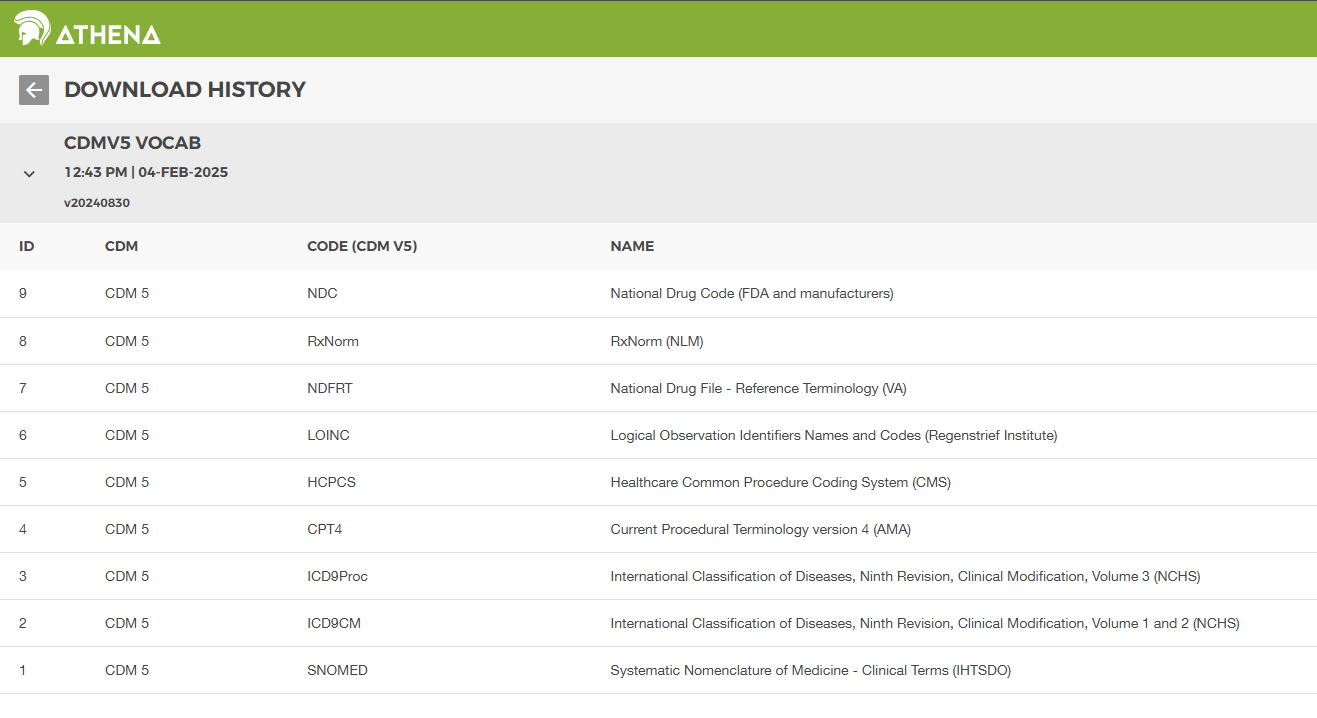 ATHENA
DOWNLOAD HISTORY
CDMV5 VOCAB
12:43 PM | 04-FEB-2025
v20240830
ID CDM CODE (CDM V5) NAME
9 CDM 5 NDC National Drug Code (FDA and manufacturers)
8 CDM 5 RxNorm RxNorm (NLM)
7 CDM 5 NDFRT National Drug File - Reference Terminology (VA)
6 CDM 5 LOINC Logical Observation Identifiers Names and Codes (Regenstrief Institute)
5 CDM 5 HCPCS Healthcare Common Procedure Coding System (CMS)
4 CDM 5 CPT4 Current Procedural Terminology version 4 (AMA)
3 CDM 5 ICD9Proc International Classification of Diseases, Ninth Revision, Clinical Modification, Volume 3 (NCHS)
2 CDM 5 ICD9CM International Classification of Diseases, Ninth Revision, Clinical Modification, Volume 1 and 2 (NCHS)
1 CDM 5 SNOMED Systematic Nomenclature of Medicine - Clinical Terms (IHTSDO)